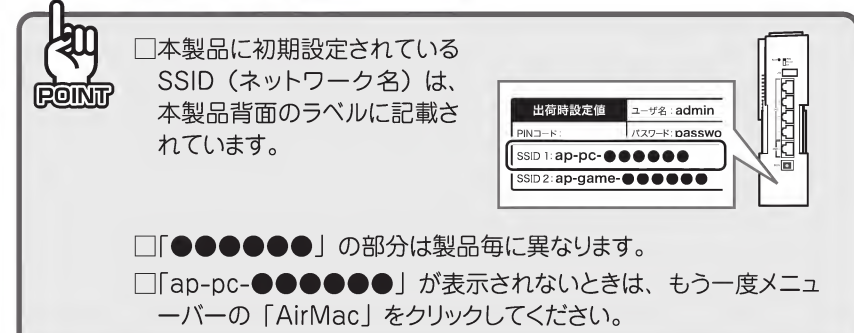 POINT
□本製品に初期設定されている
SSID（ネットワーク名）は、
本製品背面のラベルに記載さ
れています。
出荷時設定値
ユーザ名：admin
PINコード：
パスワード：passwo
SSID 1：ap-pc-●●●●●●
SSID 2：ap-game-●●●●●●
□「●●●●●●」の部分は製品毎に異なります。
□「ap-pc-●●●●●●」が表示されないときは、もう一度メニュ
ーバーの「AirMac」をクリックしてください。